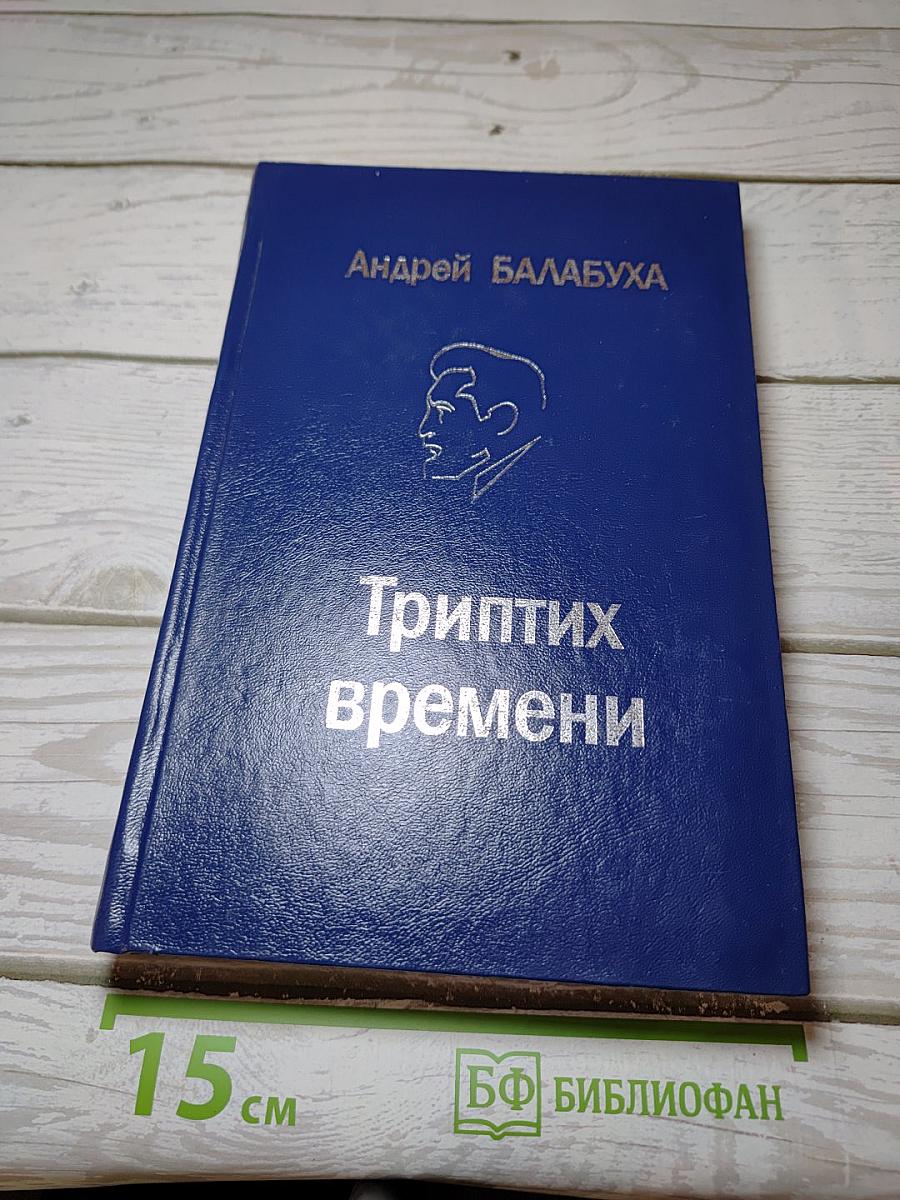 Андрей БАЛАБУХА
Триптих
времени
15 см
БФ БИБЛИОФАН